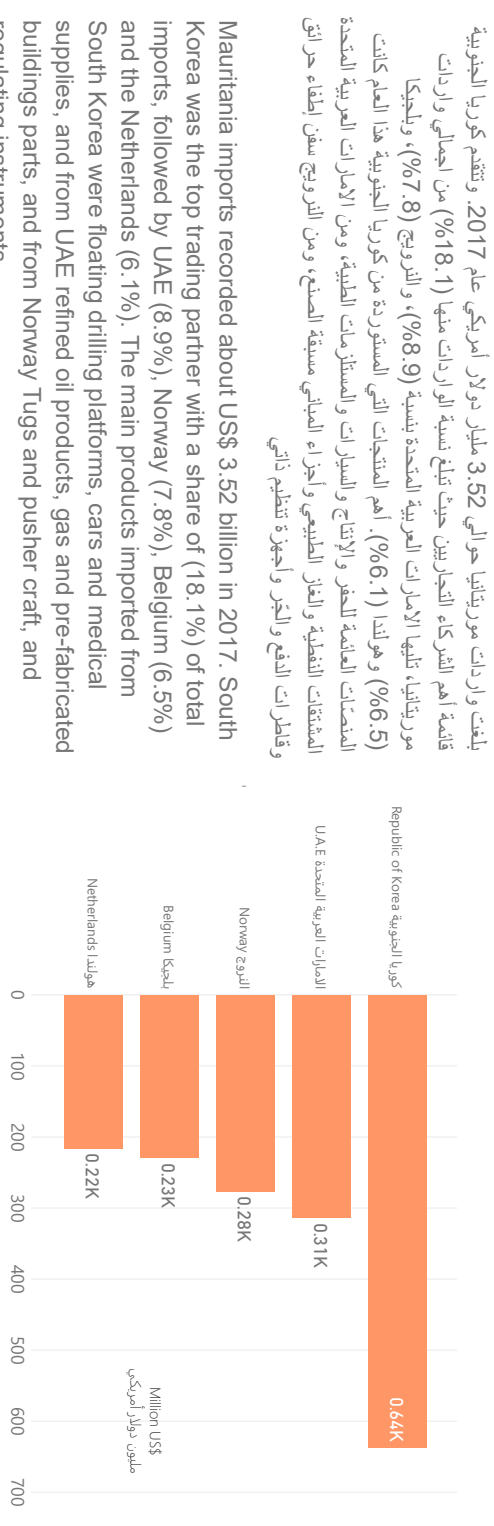 بلغت واردات موريتانيا حوالي 3.52 مليار دولار أمريكي عام 2017. وتتقدم كوريا الجنوبية
قائمة أهم الشركاء التجاريين حيث تبلغ نسبة الواردات منها (18.1%) من اجمالي واردات
موريتانيا، تليها الامارات العربية المتحدة بنسبة (8.9%)، والنرويج (7.8%)، وبلجيكا
(6.5%) وهولندا (6.1%). أهم المنتجات التي المستوردة من كوريا الجنوبية هذا العام كانت
المنصّات العائمة للحفر والإنتاج والسيارات والمستلزمات الطبية، ومن الامارات العربية المتحدة
المشتقات النفطية والغاز الطبيعي وأجزاء المباني مسبقة الصنع، ومن النرويج سفن إطفاء حرائق
وقاطرات الدفع والجَر وأجهزة تنظيم ذاتي
Mauritania imports recorded about US$ 3.52 billion in 2017. South
Korea was the top trading partner with a share of (18.1%) of total
imports, followed by UAE (8.9%), Norway (7.8%), Belgium (6.5%)
and the Netherlands (6.1%). The main products imported from
South Korea were floating drilling platforms, cars and medical
supplies, and from UAE refined oil products, gas and pre-fabricated
buildings parts, and from Norway Tugs and pusher craft, and
regulating instruments
Republic of Korea كوريا الجنوبية
0.64K
U.A.E الامارات العربية المتحدة
0.31K
Norway النروج
0.28K
Belgium بلجيكا
0.23K
Netherlands هولندا
0.22K
Million US$
مليون دولار أمريكي
0 100 200 300 400 500 600 700